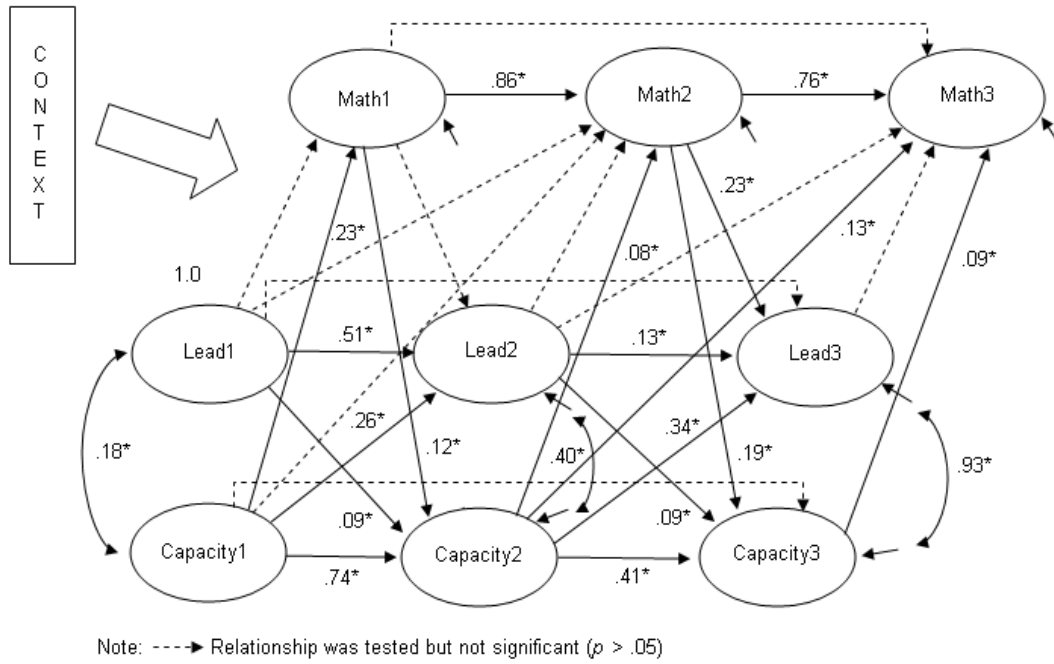 CONTEXT
Math1
.86*
Math2
.76*
Math3
.23*
.23*
.08*
.13*
.09*
1.0
Lead1
.51*
Lead2
.13*
Lead3
.18*
.26*
.12*
.40*
.34*
.19*
.93*
.09*
.09*
Capacity1
.74*
Capacity2
.41*
Capacity3
Note: Relationship was tested but not significant (p > .05)